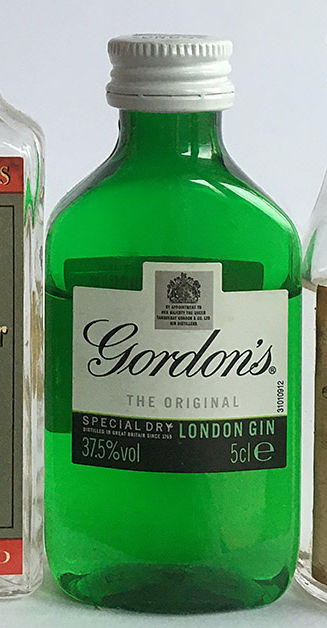 BY APPOINTMENT TO
HER MAJESTY THE QUEEN
TANQUERAY GORDON & CO. LTD
GIN DISTILLERS
Gordon's®
THE ORIGINAL
31010912
SPECIAL DRY
DISTILLED IN GREAT BRITAIN SINCE 1769
LONDON GIN
37.5%vol
5cl e